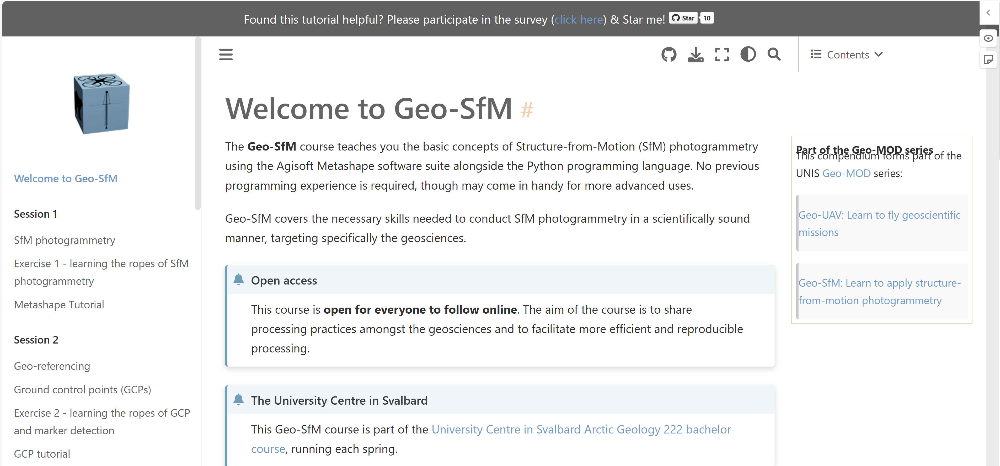 Found this tutorial helpful? Please participate in the survey (click here) & Star me! Star 10
Welcome to Geo-SfM
Session 1
SfM photogrammetry
Exercise 1 - learning the ropes of SfM
photogrammetry
Metashape Tutorial
Session 2
Geo-referencing
Ground control points (GCPs)
Exercise 2 - learning the ropes of GCP
and marker detection
GCP tutorial
Contents
Welcome to Geo-SfM #
The Geo-SfM course teaches you the basic concepts of Structure-from-Motion (SfM) photogrammetry
using the Agisoft Metashape software suite alongside the Python programming language. No previous
programming experience is required, though may come in handy for more advanced uses.
Geo-SfM covers the necessary skills needed to conduct SfM photogrammetry in a scientifically sound
manner, targeting specifically the geosciences.
Open access
This course is open for everyone to follow online. The aim of the course is to share
processing practices amongst the geosciences and to facilitate more efficient and reproducible
processing.
The University Centre in Svalbard
This Geo-SfM course is part of the University Centre in Svalbard Arctic Geology 222 bachelor
course, running each spring.
Part of the Geo-MOD series
This compendium forms part of the
UNIS Geo-MOD series:
Geo-UAV: Learn to fly geoscientific
missions
Geo-SfM: Learn to apply structure-
from-motion photogrammetry